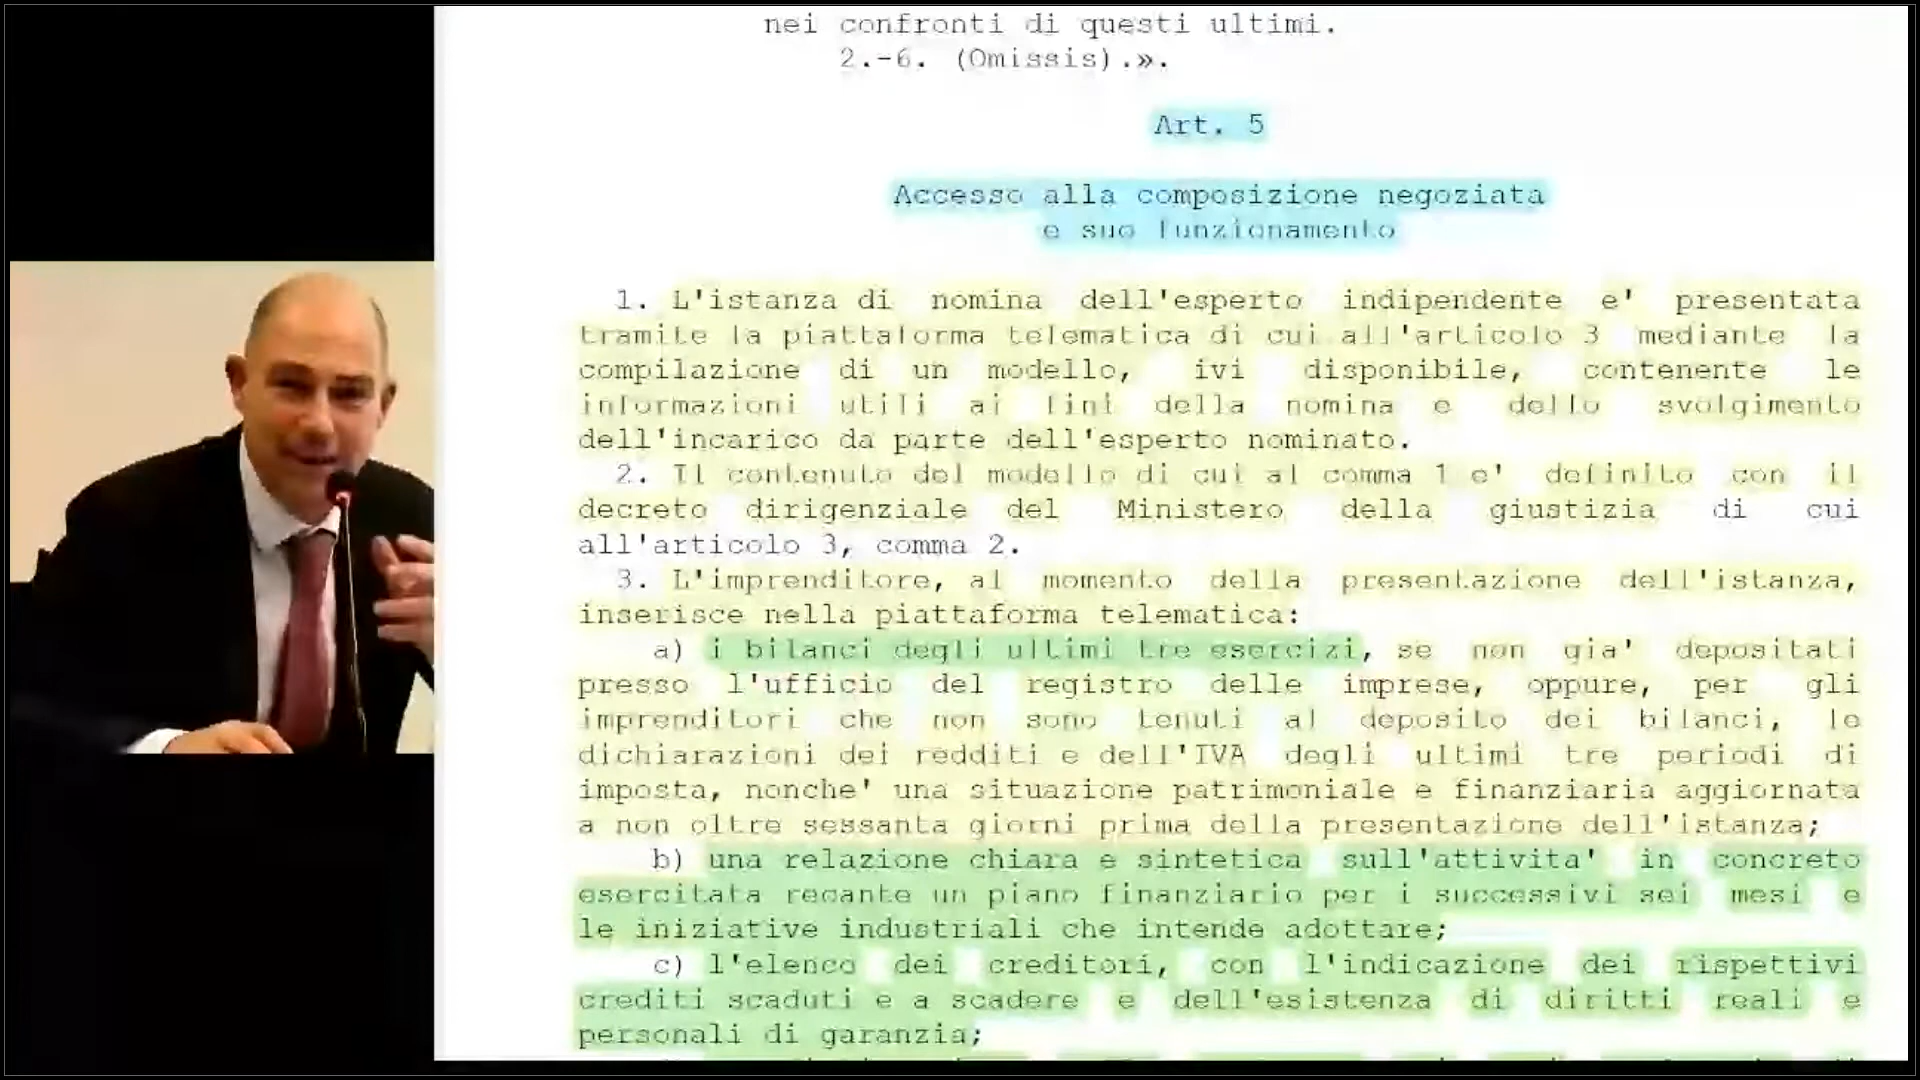 nei confronti di questi ultimi.
2.-6. (Omissis).».
Art. 5
Accesso alla composizione negoziata
e suo funzionamento
1. L'istanza di nomina dell'esperto indipendente e' presentata
tramite la piattaforma telematica di cui all'articolo 3 mediante la
compilazione di un modello, ivi disponibile, contenente le
informazioni utili ai fini della nomina e dello svolgimento
dell'incarico da parte dell'esperto nominato.
2. Il contenuto del modello di cui al comma 1 e' definito con il
decreto dirigenziale del Ministero della giustizia di cui
all'articolo 3, comma 2.
3. L'imprenditore, al momento della presentazione dell'istanza,
inserisce nella piattaforma telematica:
a) i bilanci degli ultimi tre esercizi, se non gia' depositati
presso l'ufficio del registro delle imprese, oppure, per gli
imprenditori che non sono tenuti al deposito dei bilanci, le
dichiarazioni dei redditi e dell'IVA degli ultimi tre periodi di
imposta, nonche' una situazione patrimoniale e finanziaria aggiornata
a non oltre sessanta giorni prima della presentazione dell'istanza;
b) una relazione chiara e sintetica sull'attivita' in concreto
esercitata recante un piano finanziario per i successivi sei mesi e
le iniziative industriali che intende adottare;
c) l'elenco dei creditori, con l'indicazione dei rispettivi
crediti scaduti e a scadere e dell'esistenza di diritti reali e
personali di garanzia;